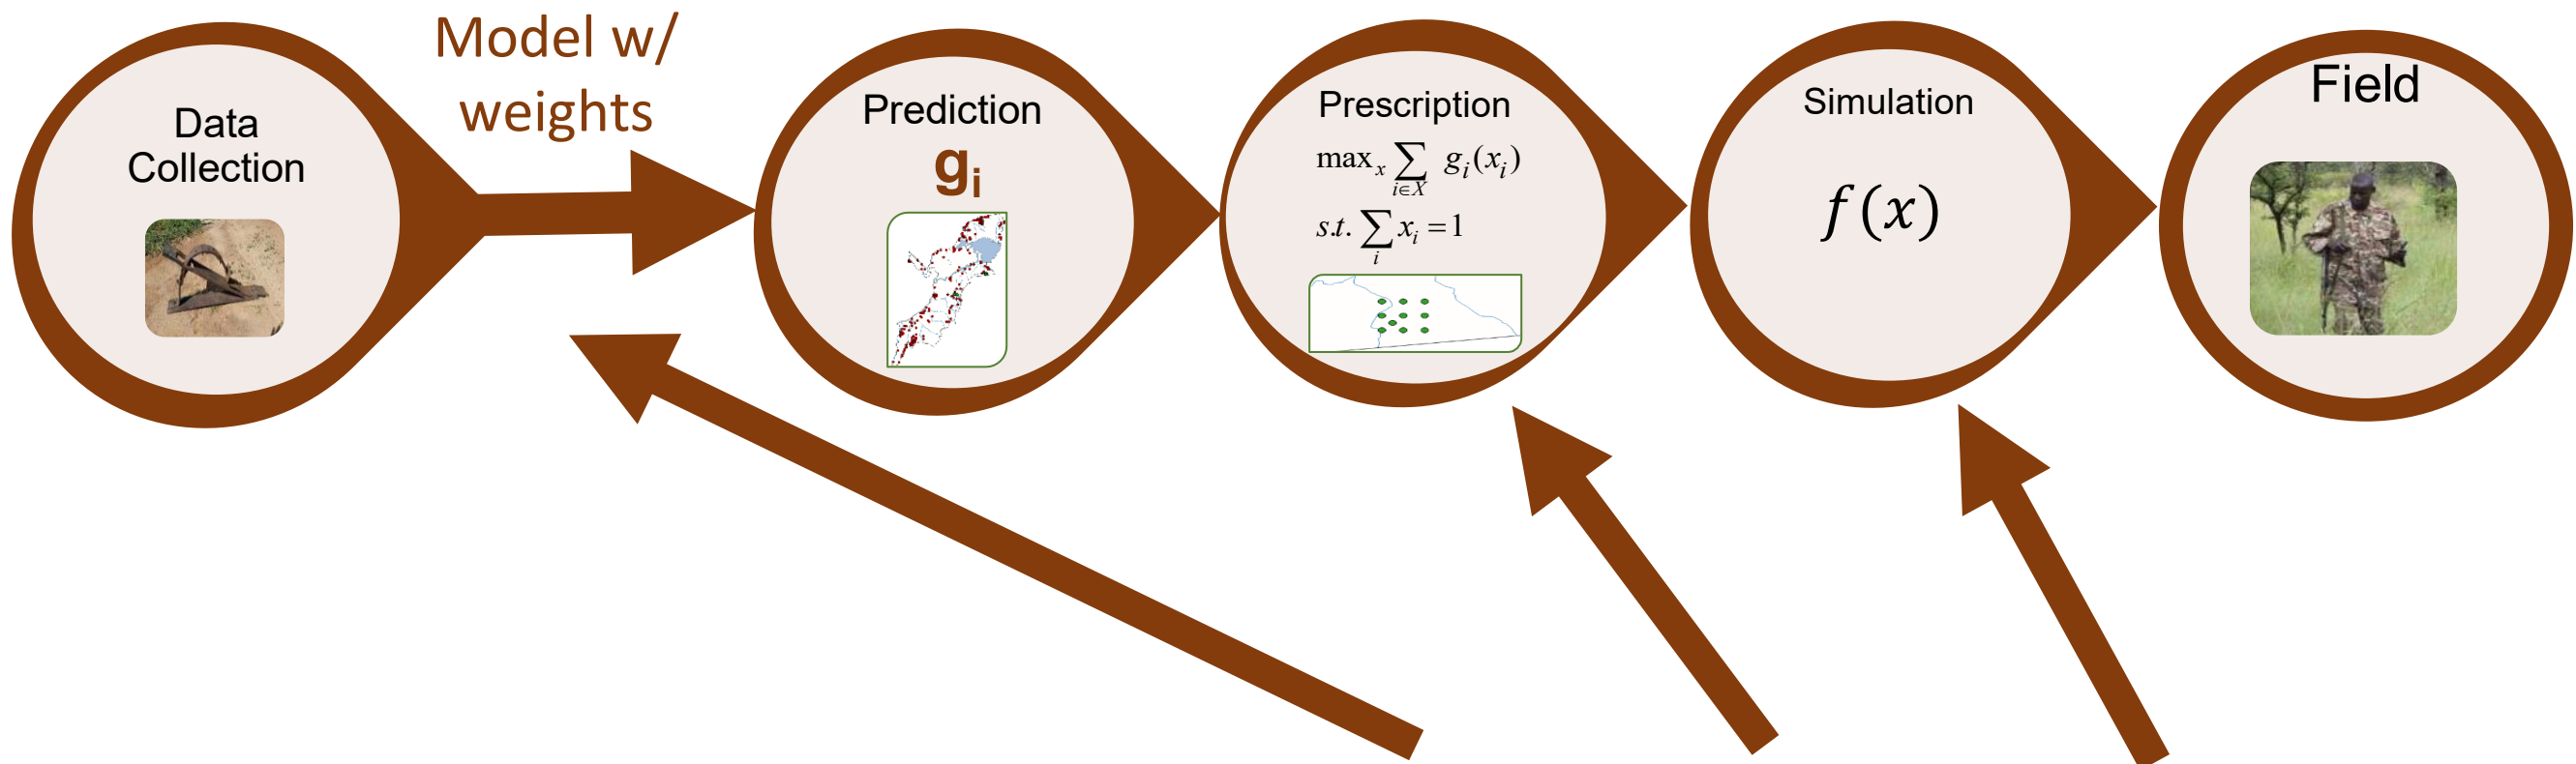 Data
Collection
Model w/
weights
Prediction
gᵢ
Prescription
maxₓ ∑ gᵢ(xᵢ)
i∈X
s.t. ∑ xᵢ = 1
i
Simulation
f(x)
Field